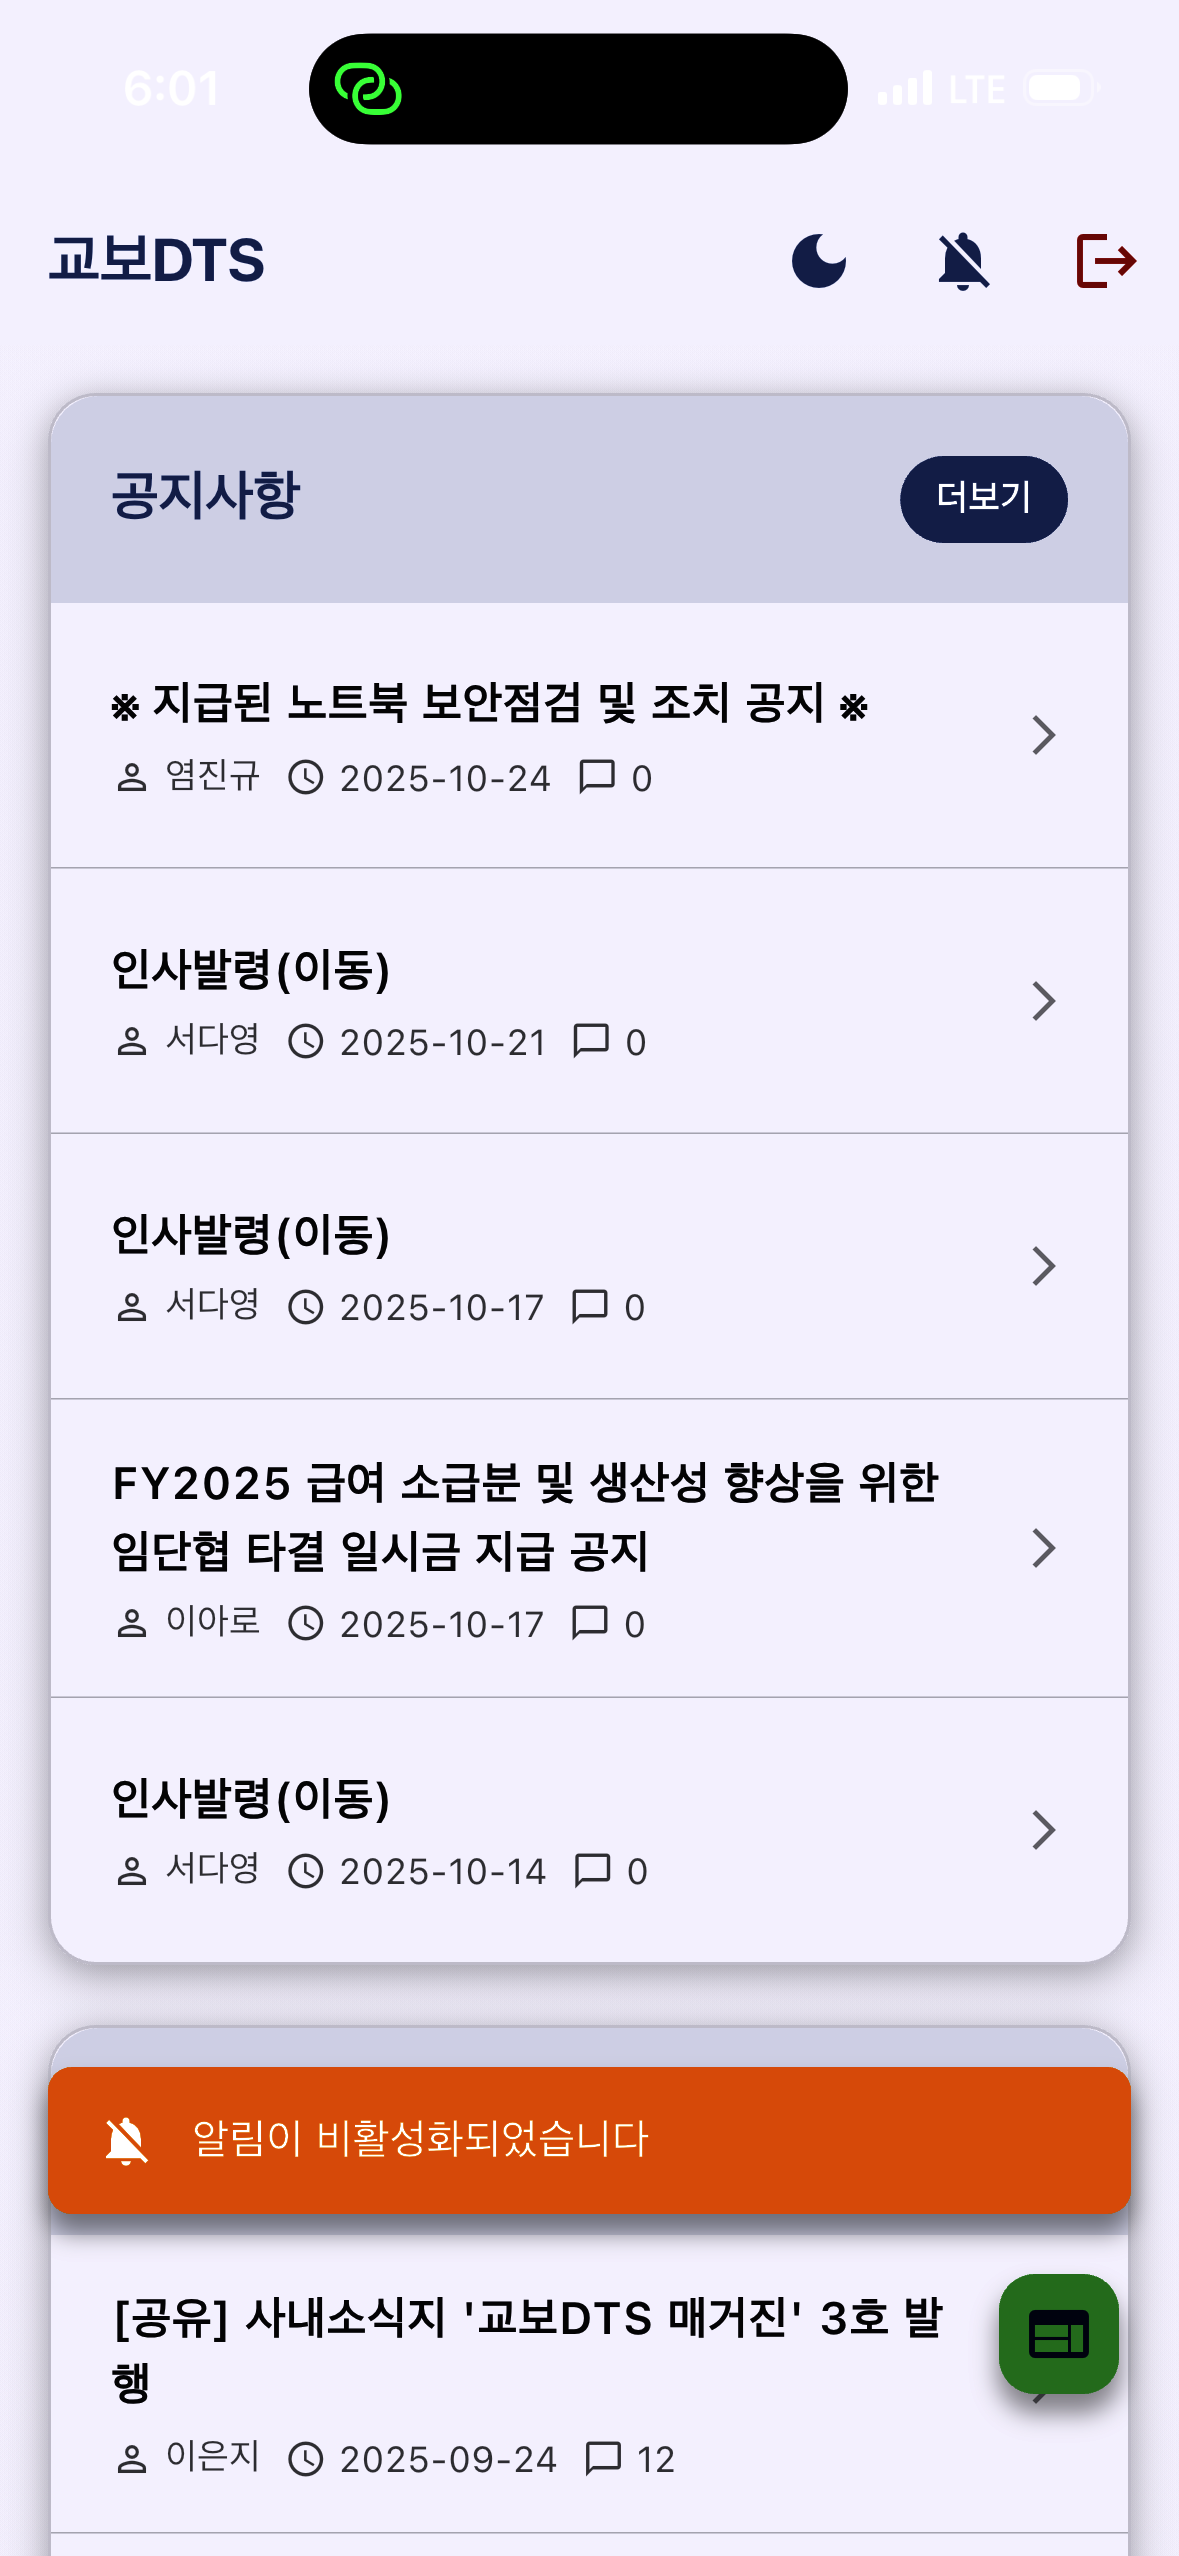 6:01
LTE
교보DTS
공지사항
더보기
※ 지급된 노트북 보안점검 및 조치 공지 ※
염진규 2025-10-24 0
인사발령(이동)
서다영 2025-10-21 0
인사발령(이동)
서다영 2025-10-17 0
FY2025 급여 소급분 및 생산성 향상을 위한
임단협 타결 일시금 지급 공지
이아로 2025-10-17 0
인사발령(이동)
서다영 2025-10-14 0
알림이 비활성화되었습니다
[공유] 사내소식지 '교보DTS 매거진' 3호 발
행
이은지 2025-09-24 12